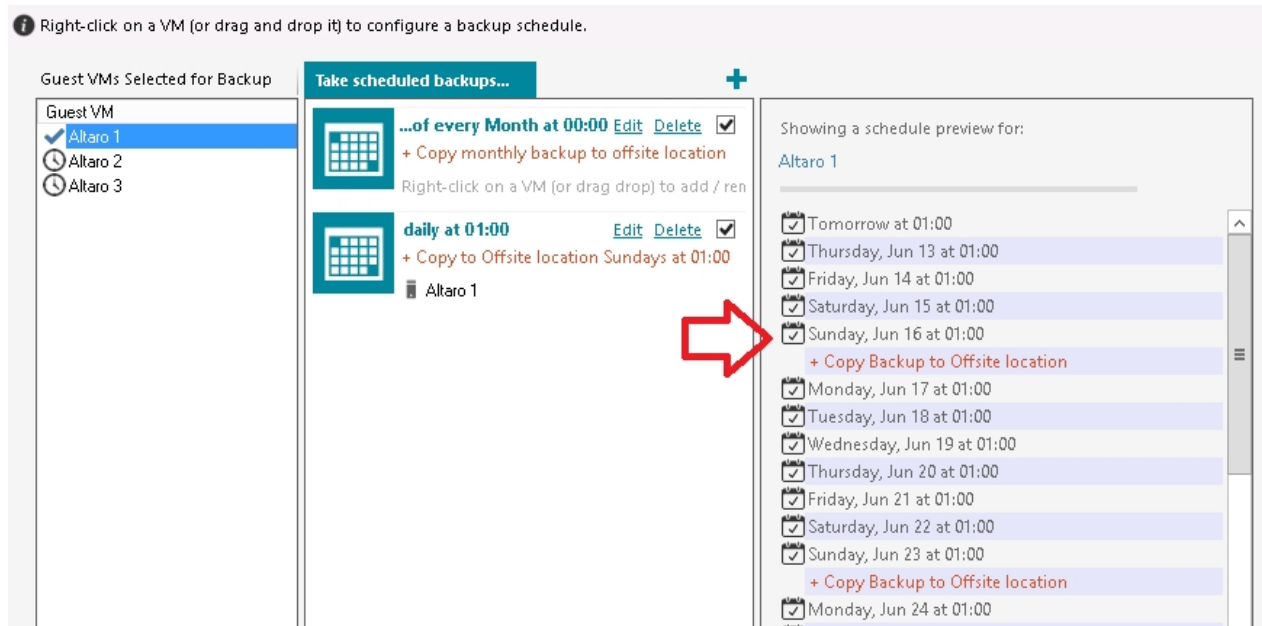 Right-click on a VM (or drag and drop it) to configure a backup schedule.
Guest VMs Selected for Backup
Guest VM
Altaro 1
Altaro 2
Altaro 3
Take scheduled backups...
...of every Month at 00:00 Edit Delete
+ Copy monthly backup to offsite location
Right-click on a VM (or drag drop) to add / ren
daily at 01:00 Edit Delete
+ Copy to Offsite location Sundays at 01:00
Altaro 1
Showing a schedule preview for:
Altaro 1
Tomorrow at 01:00
Thursday, Jun 13 at 01:00
Friday, Jun 14 at 01:00
Saturday, Jun 15 at 01:00
Sunday, Jun 16 at 01:00
+ Copy Backup to Offsite location
Monday, Jun 17 at 01:00
Tuesday, Jun 18 at 01:00
Wednesday, Jun 19 at 01:00
Thursday, Jun 20 at 01:00
Friday, Jun 21 at 01:00
Saturday, Jun 22 at 01:00
Sunday, Jun 23 at 01:00
+ Copy Backup to Offsite location
Monday, Jun 24 at 01:00